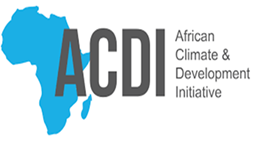 ACDI
African
Climate &
Development
Initiative